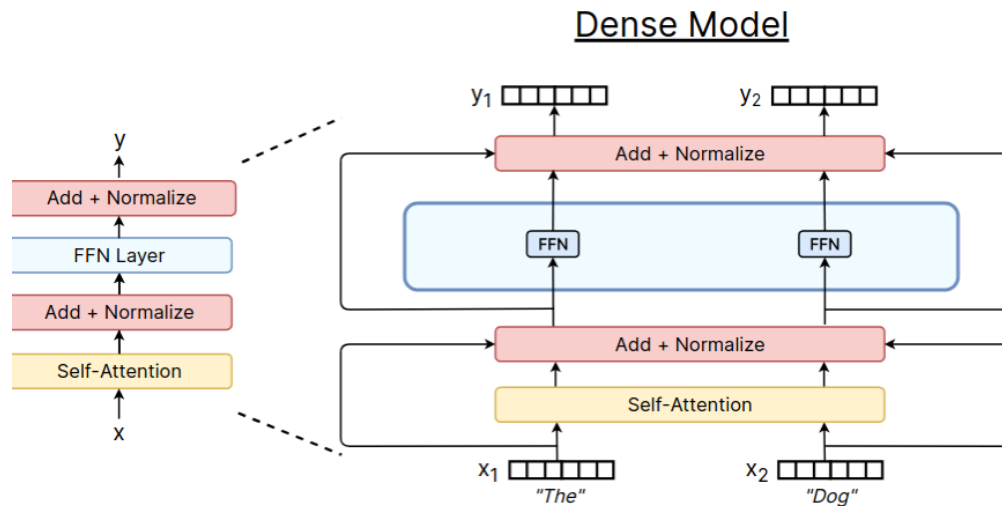 Dense Model
y
Add + Normalize
FFN Layer
Add + Normalize
Self-Attention
x
y1
y2
Add + Normalize
FFN
FFN
Add + Normalize
Self-Attention
x1
x2
"The"
"Dog"